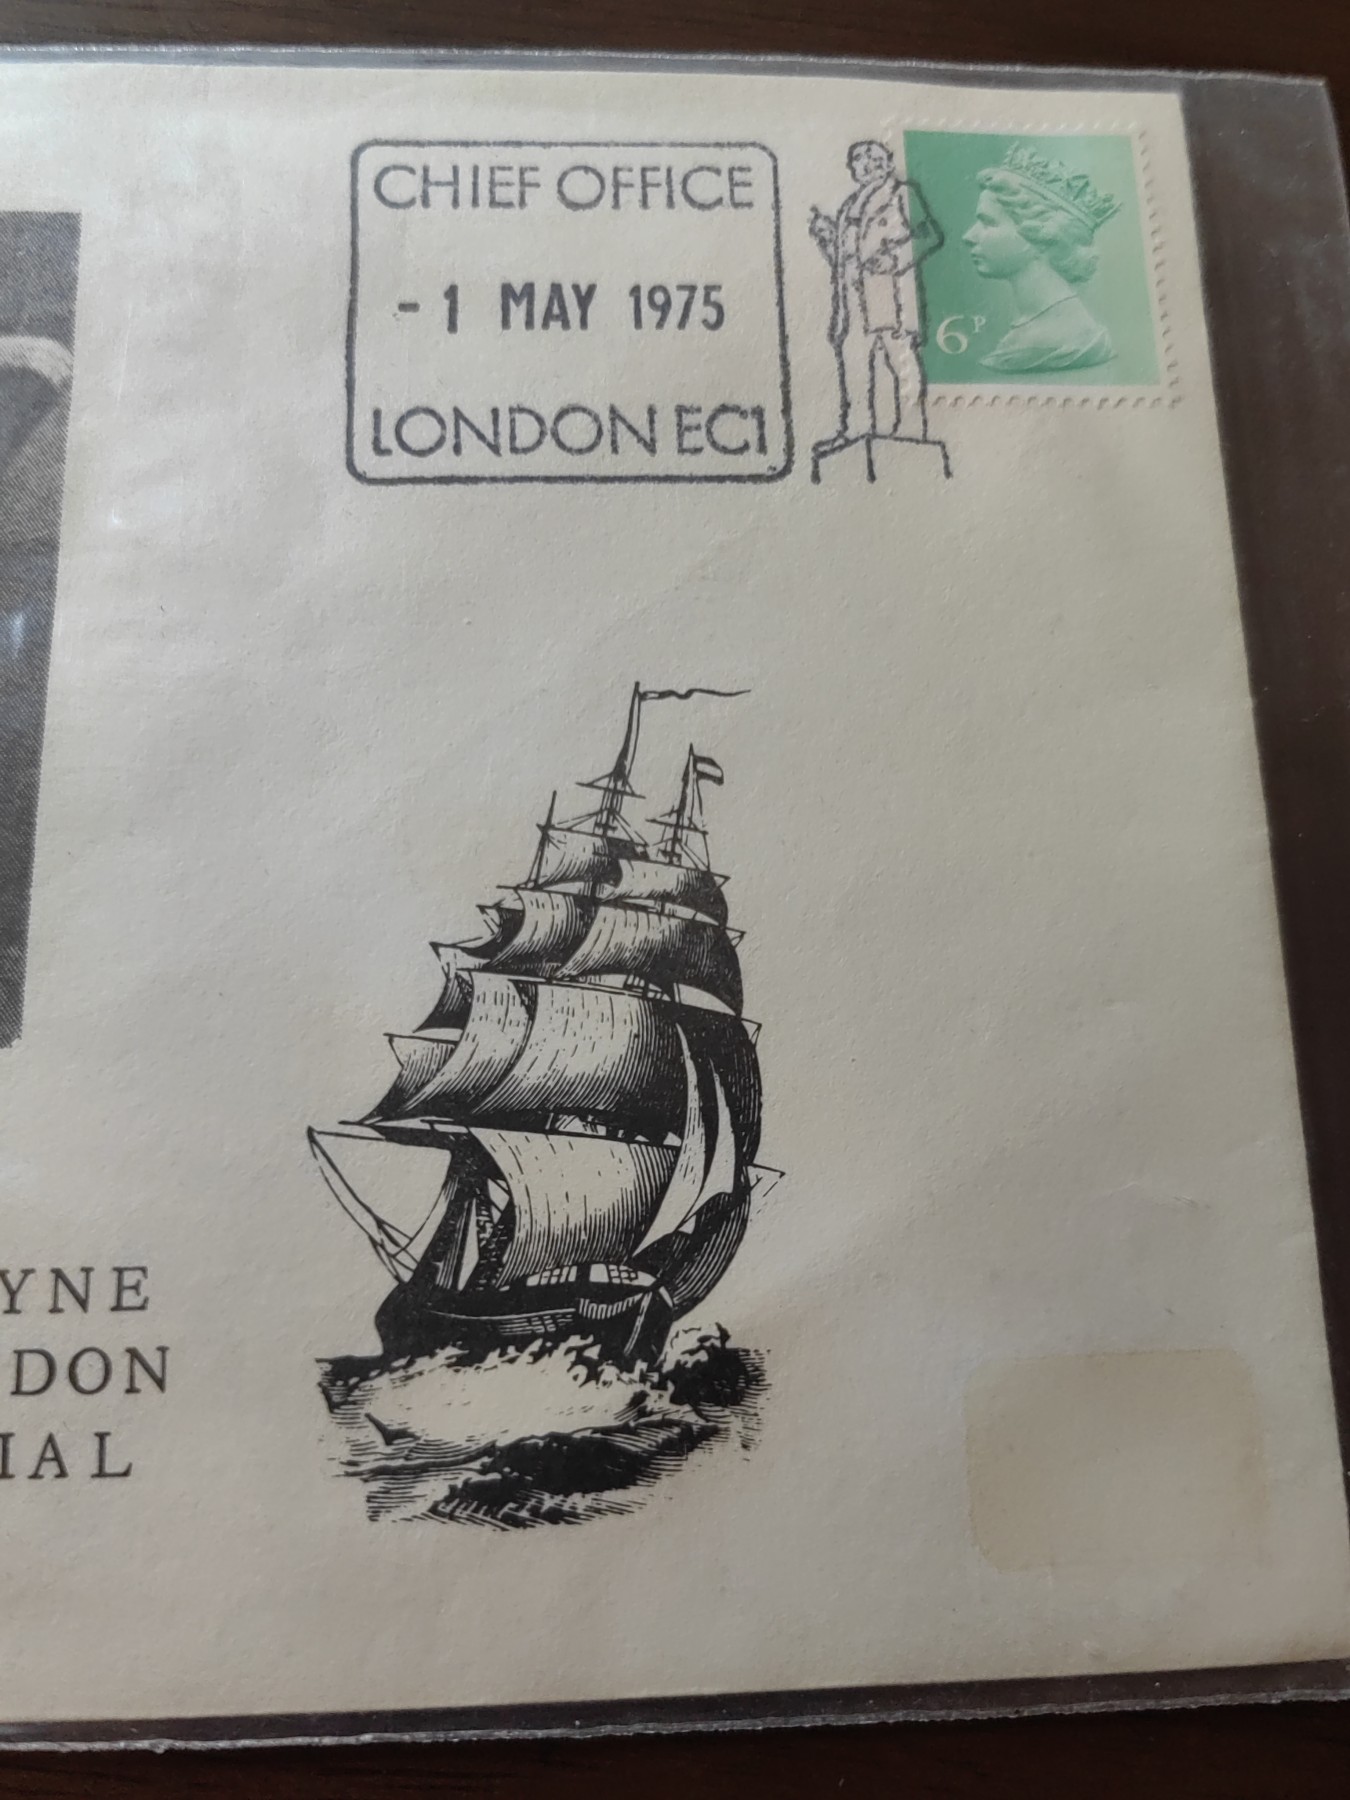 CHIEF OFFICE
- 1 MAY 1975
LONDON EC1
6P
YNE
DON
IAL